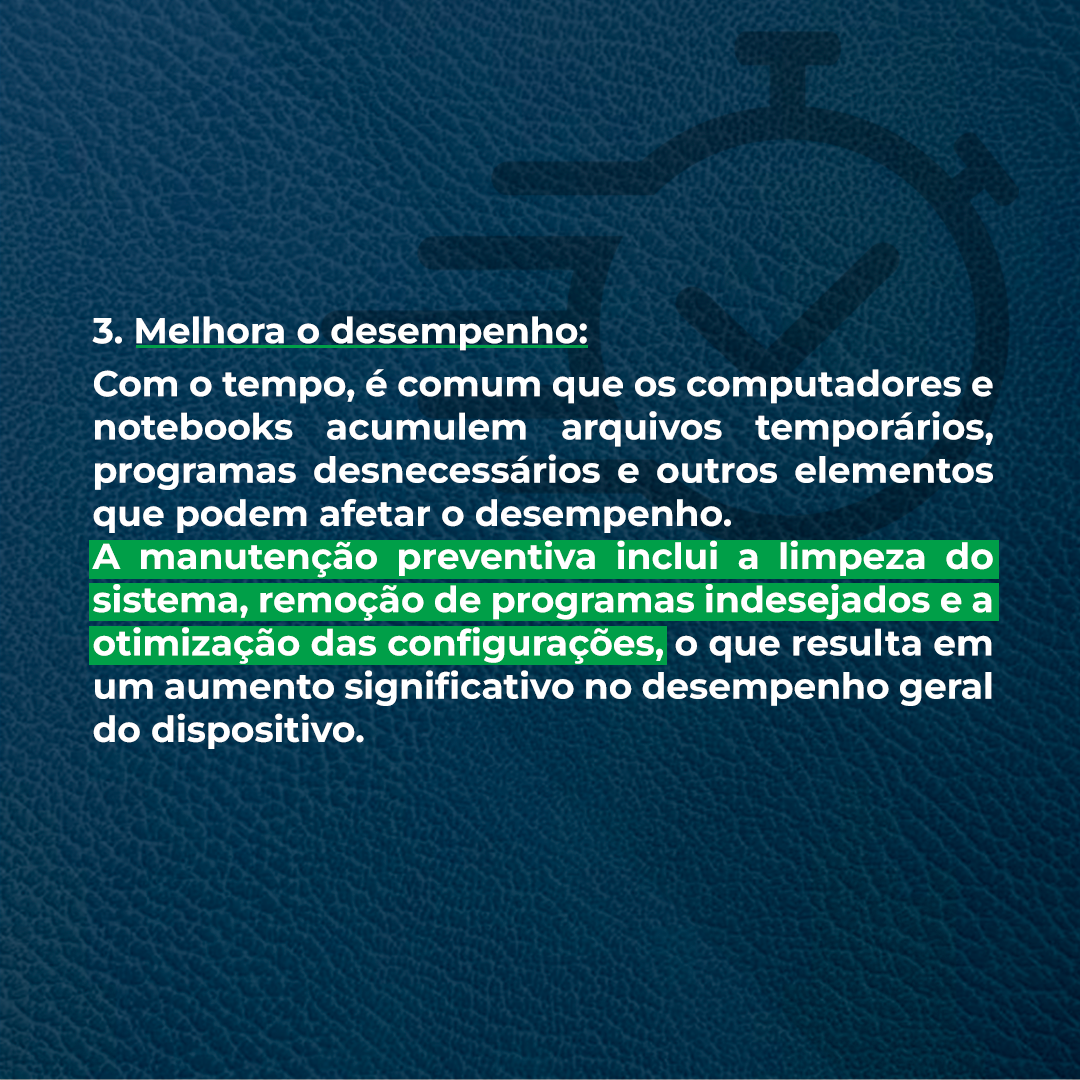 3. Melhora o desempenho:
Com o tempo, é comum que os computadores e
notebooks acumulem arquivos temporários,
programas desnecessários e outros elementos
que podem afetar o desempenho.
A manutenção preventiva inclui a limpeza do
sistema, remoção de programas indesejados e a
otimização das configurações, o que resulta em
um aumento significativo no desempenho geral
do dispositivo.